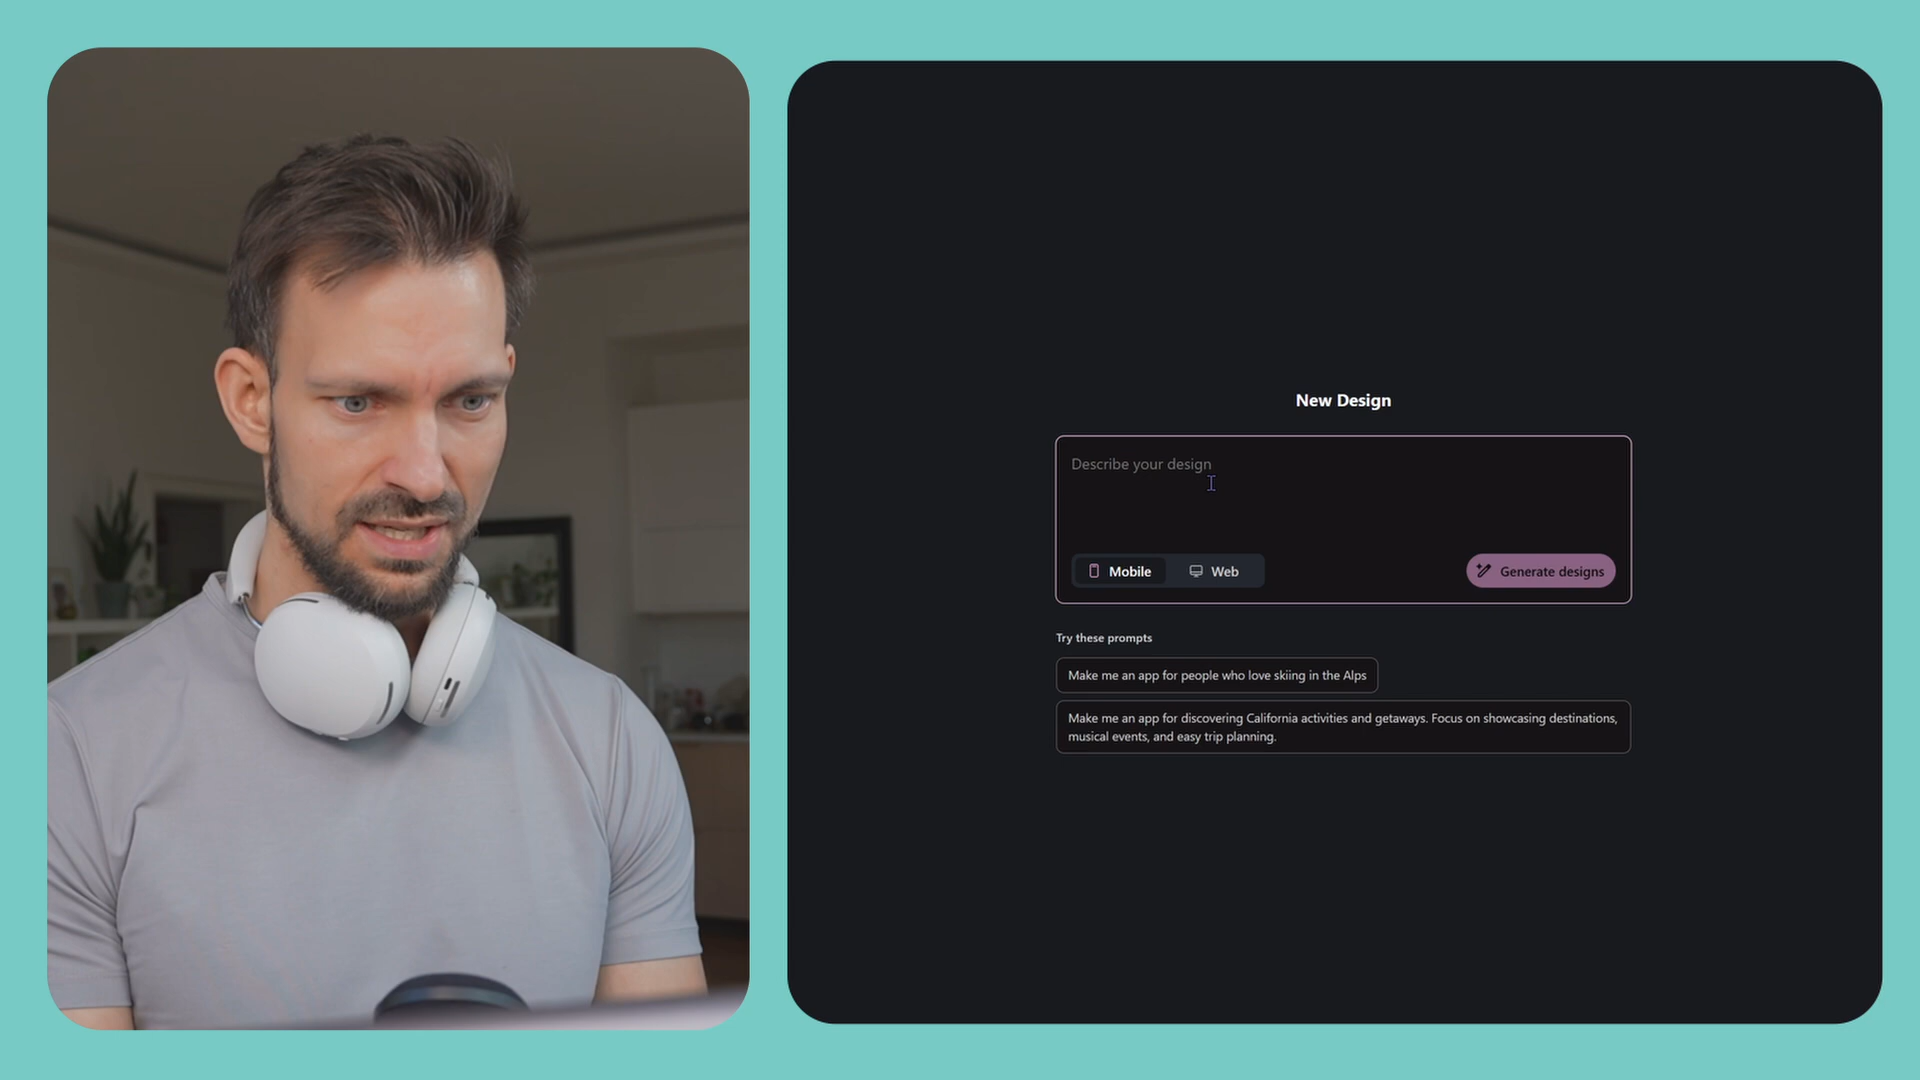 New Design
Describe your design
Mobile
Web
Generate designs
Try these prompts
Make me an app for people who love skiing in the Alps
Make me an app for discovering California activities and getaways. Focus on showcasing destinations,
musical events, and easy trip planning.